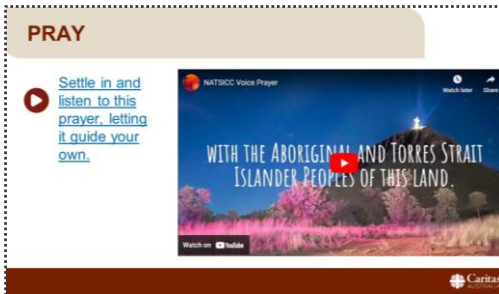 PRAY
Settle in and
listen to this
prayer, letting
it guide your
own.
NATSICC Voice Prayer
Watch later
Share
WITH THE ABORIGINAL AND TORRES STRAIT
ISLANDER PEOPLES OF THIS LAND.
Watch on YouTube
Caritas
AUSTRALIA